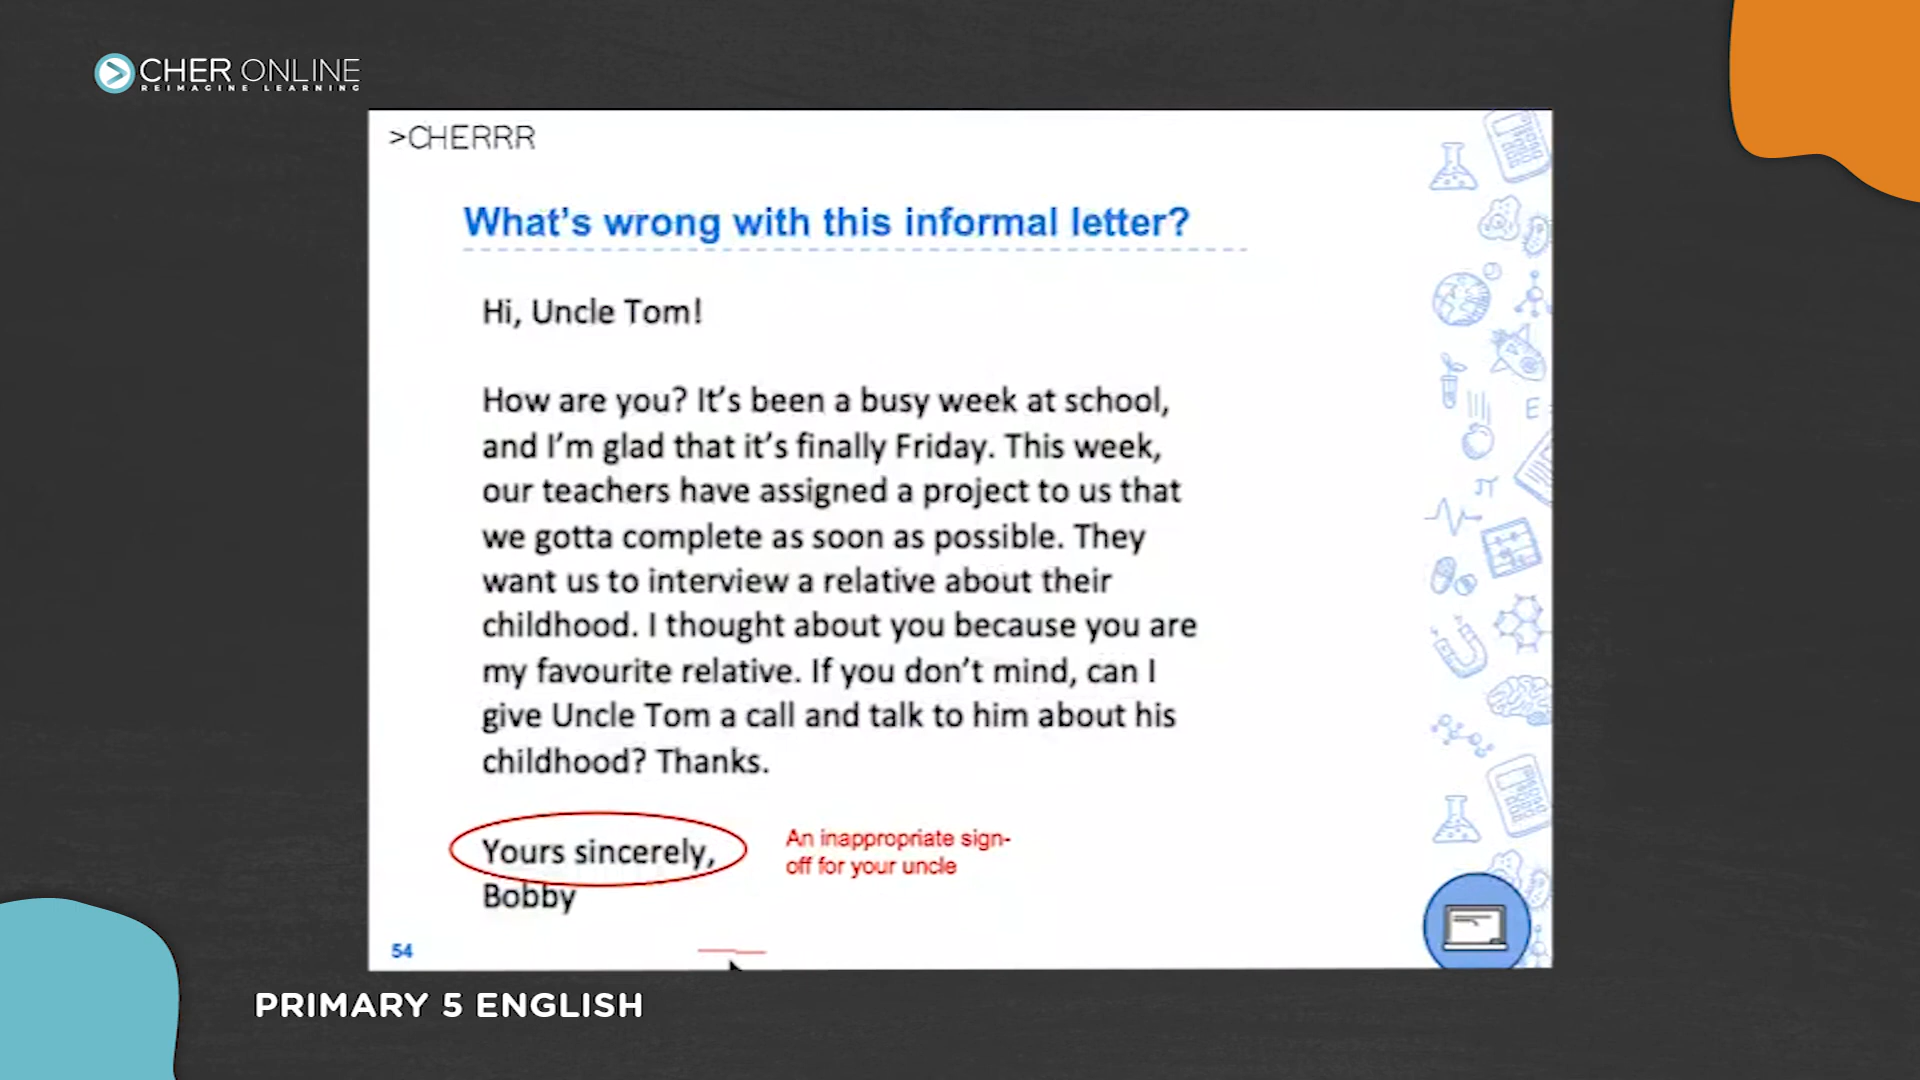 CHER ONLINE
REIMAGINE LEARNING
>CHERRR
What's wrong with this informal letter?
Hi, Uncle Tom!
How are you? It's been a busy week at school,
and I'm glad that it's finally Friday. This week,
our teachers have assigned a project to us that
we gotta complete as soon as possible. They
want us to interview a relative about their
childhood. I thought about you because you are
my favourite relative. If you don't mind, can I
give Uncle Tom a call and talk to him about his
childhood? Thanks.
Yours sincerely,
An inappropriate sign-
off for your uncle
Bobby
54
PRIMARY 5 ENGLISH